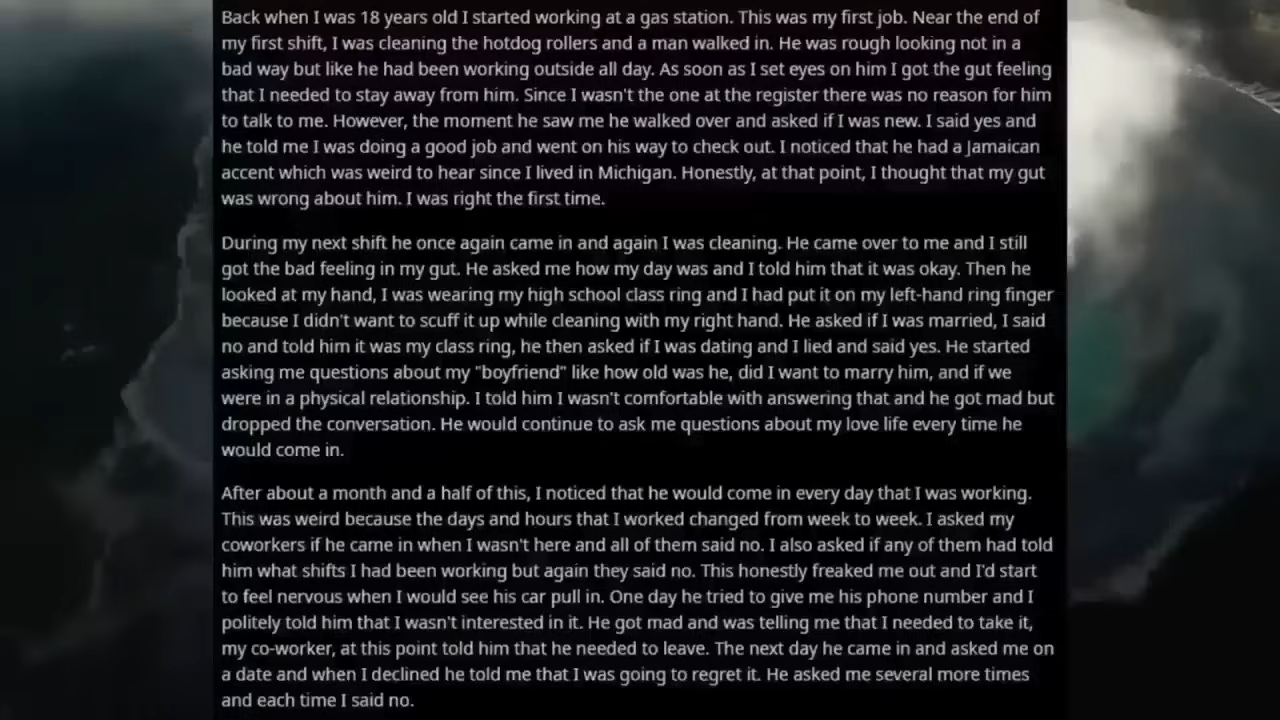 Back when I was 18 years old I started working at a gas station. This was my first job. Near the end of
my first shift, I was cleaning the hotdog rollers and a man walked in. He was rough looking not in a
bad way but like he had been working outside all day. As soon as I set eyes on him I got the gut feeling
that I needed to stay away from him. Since I wasn't the one at the register there was no reason for him
to talk to me. However, the moment he saw me he walked over and asked if I was new. I said yes and
he told me I was doing a good job and went on his way to check out. I noticed that he had a Jamaican
accent which was weird to hear since I lived in Michigan. Honestly, at that point, I thought that my gut
was wrong about him. I was right the first time.
During my next shift he once again came in and again I was cleaning. He came over to me and I still
got the bad feeling in my gut. He asked me how my day was and I told him that it was okay. Then he
looked at my hand, I was wearing my high school class ring and I had put it on my left-hand ring finger
because I didn't want to scuff it up while cleaning with my right hand. He asked if I was married, I said
no and told him it was my class ring, he then asked if I was dating and I lied and said yes. He started
asking me questions about my "boyfriend" like how old was he, did I want to marry him, and if we
were in a physical relationship. I told him I wasn't comfortable with answering that and he got mad but
dropped the conversation. He would continue to ask me questions about my love life every time he
would come in.
After about a month and a half of this, I noticed that he would come in every day that I was working.
This was weird because the days and hours that I worked changed from week to week. I asked my
coworkers if he came in when I wasn't here and all of them said no. I also asked if any of them had told
him what shifts I had been working but again they said no. This honestly freaked me out and I'd start
to feel nervous when I would see his car pull in. One day he tried to give me his phone number and I
politely told him that I wasn't interested in it. He got mad and was telling me that I needed to take it,
my co-worker, at this point told him that he needed to leave. The next day he came in and asked me on
a date and when I declined he told me that I was going to regret it. He asked me several more times
and each time I said no.